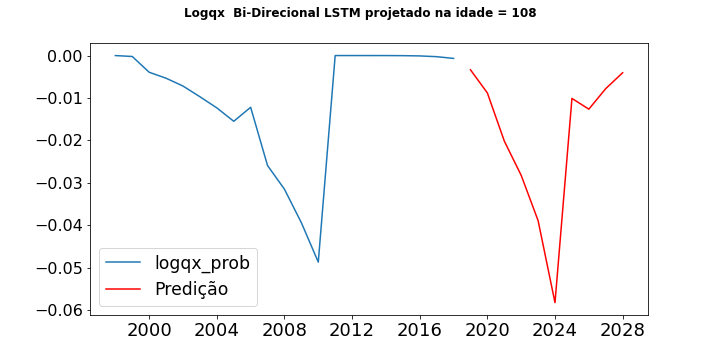 Logqx  Bi-Direcional LSTM projetado na idade = 108
0.00
−0.01
−0.02
−0.03
−0.04
−0.05
−0.06
logqx_prob
Predição
2000 2004 2008 2012 2016 2020 2024 2028